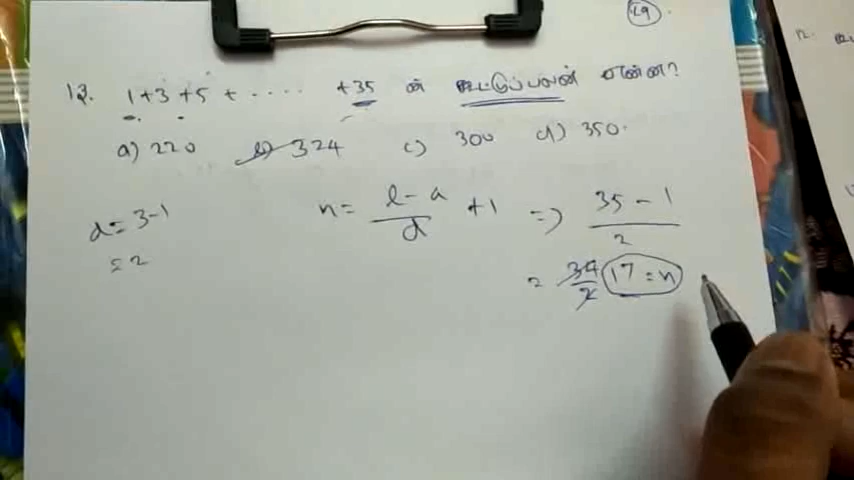 29
12. 1+3+5+ ..... +35 ன் கூட்டுப்பலன் என்ன?
a) 220 b) 324 c) 300 d) 350.
d= 3-1
= 2
n= l-a/d +1 => 35-1/2
= 34/2 17=n